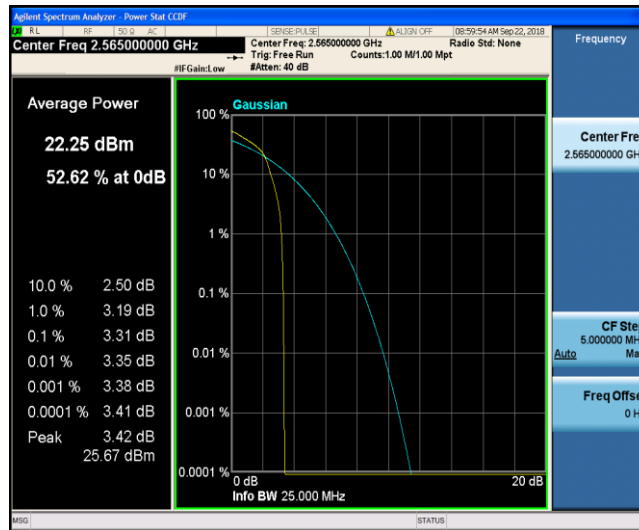 Agilent Spectrum Analyzer - Power Stat CCDF
RL RF 50 Ω AC SENSE:PULSE ALIGN OFF 08:59:54 AM Sep 22, 2018
Center Freq 2.565000000 GHz
Center Freq: 2.565000000 GHz Radio Std: None
Trig: Free Run Counts:1.00 M/1.00 Mpt
#IFGain:Low #Atten: 40 dB
Frequency
Average Power
22.25 dBm
52.62 % at 0dB
10.0 % 2.50 dB
1.0 % 3.19 dB
0.1 % 3.31 dB
0.01 % 3.35 dB
0.001 % 3.38 dB
0.0001 % 3.41 dB
Peak 3.42 dB
25.67 dBm
Gaussian
100 %
10 %
1 %
0.1 %
0.01 %
0.001 %
0.0001 %
0 dB 20 dB
Info BW 25.000 MHz
Center Fre
2.565000000 GH
CF Ste
5.000000 MH
Auto Ma
Freq Offse
0 H
MSG STATUS